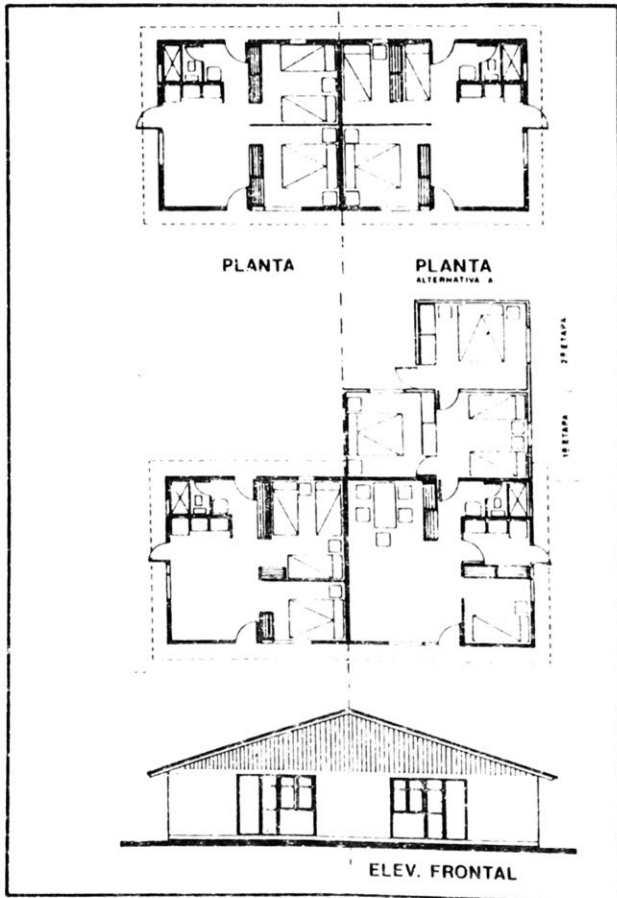 PLANTA
PLANTA
ALTERNATIVA A
2ª ETAPA
1ª ETAPA
ELEV. FRONTAL